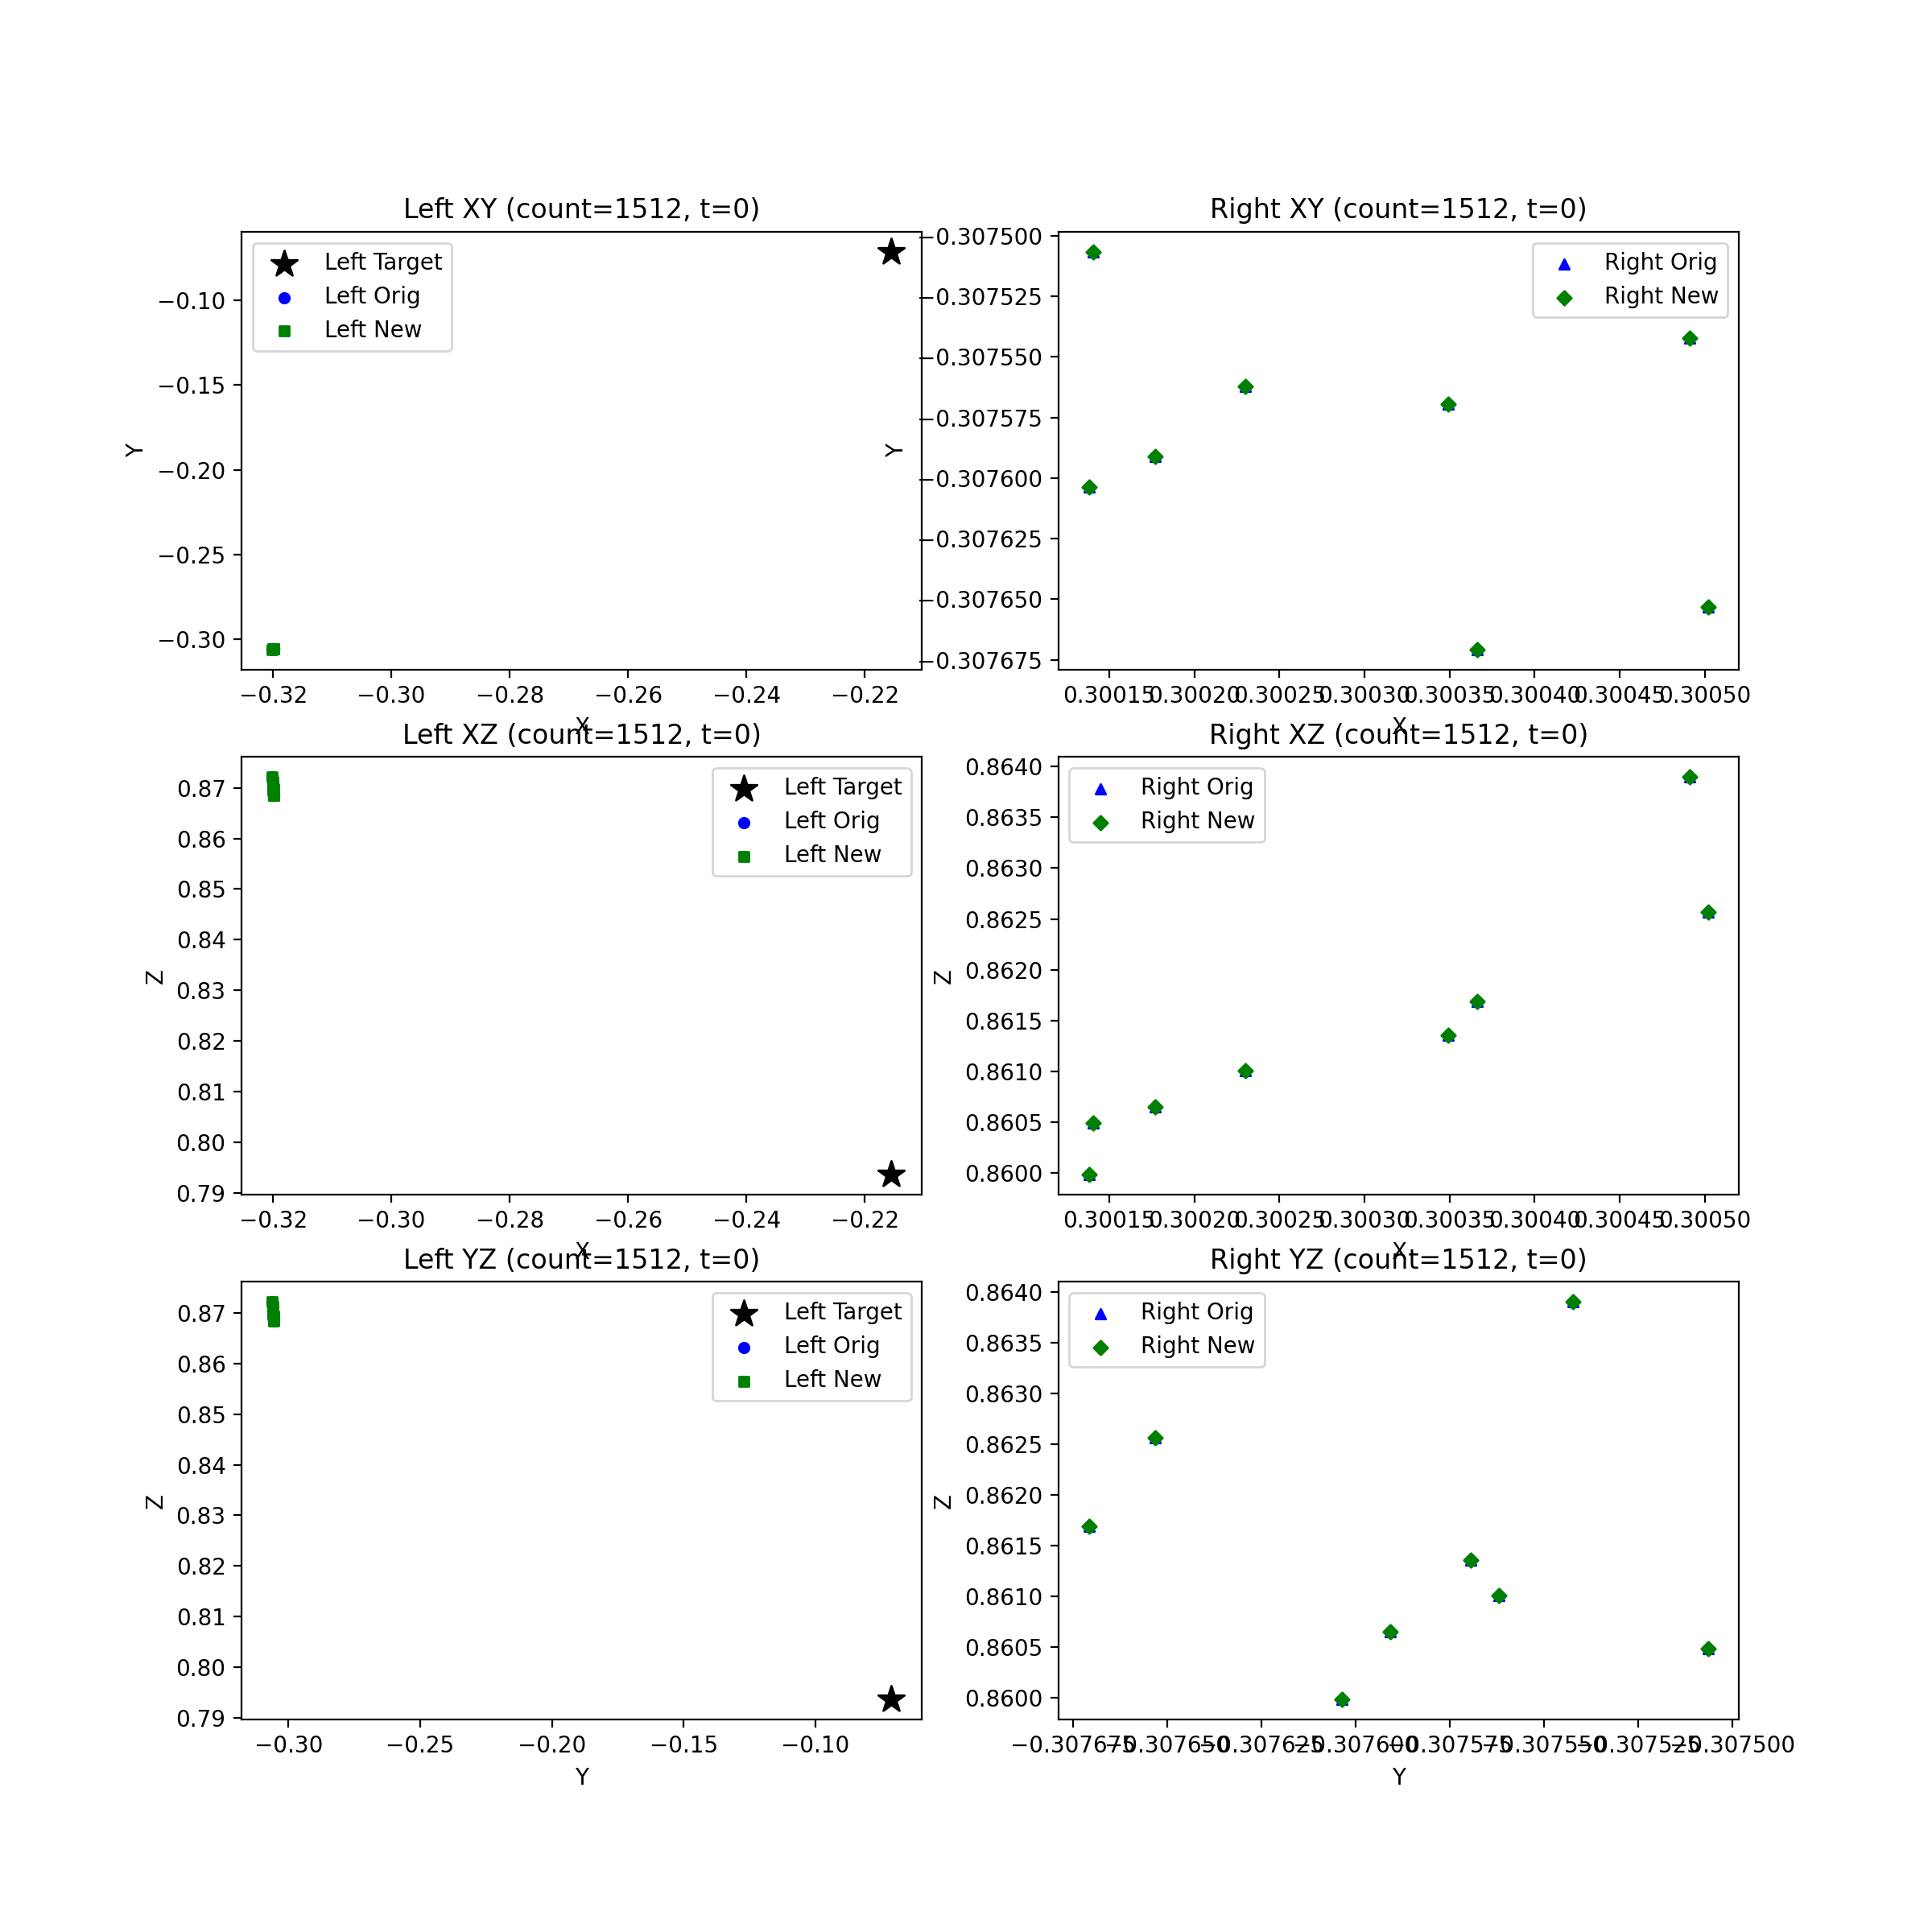 Left XY (count=1512, t=0)
Left Target
Left Orig
Left New
−0.10
−0.15
−0.20
−0.25
−0.30
Y
−0.32
−0.30
−0.28
−0.26
−0.24
−0.22
X
Right XY (count=1512, t=0)
Right Orig
Right New
−0.307500
−0.307525
−0.307550
−0.307575
−0.307600
−0.307625
−0.307650
−0.307675
Y
0.30015
0.30020
0.30025
0.30030
0.30035
0.30040
0.30045
0.30050
X
Left XZ (count=1512, t=0)
Left Target
Left Orig
Left New
0.87
0.86
0.85
0.84
0.83
0.82
0.81
0.80
0.79
Z
−0.32
−0.30
−0.28
−0.26
−0.24
−0.22
X
Right XZ (count=1512, t=0)
Right Orig
Right New
0.8640
0.8635
0.8630
0.8625
0.8620
0.8615
0.8610
0.8605
0.8600
Z
0.30015
0.30020
0.30025
0.30030
0.30035
0.30040
0.30045
0.30050
X
Left YZ (count=1512, t=0)
Left Target
Left Orig
Left New
0.87
0.86
0.85
0.84
0.83
0.82
0.81
0.80
0.79
Z
−0.30
−0.25
−0.20
−0.15
−0.10
Y
Right YZ (count=1512, t=0)
Right Orig
Right New
0.8640
0.8635
0.8630
0.8625
0.8620
0.8615
0.8610
0.8605
0.8600
Z
−0.307675
−0.307650
−0.307625
−0.307600
−0.307575
−0.307550
−0.307525
−0.307500
Y